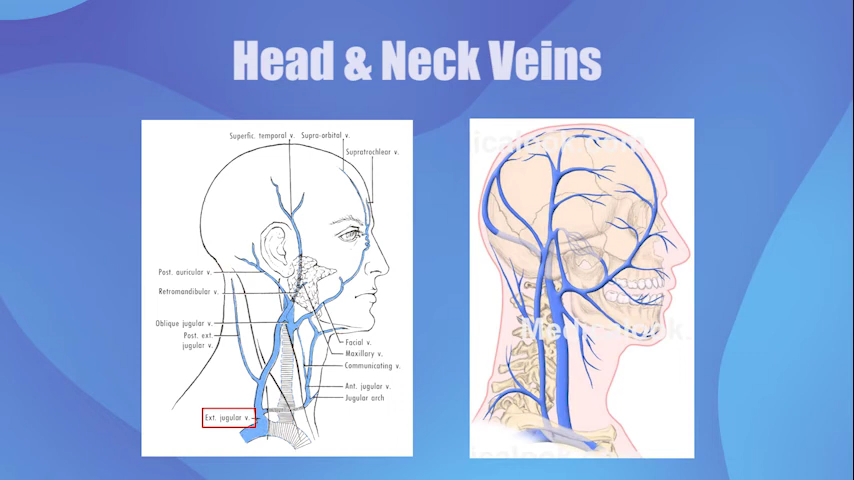 Head & Neck Veins
Superfic. temporal v. Supra-orbital v.
Supratrochlear v.
Post. auricular v.
Retromandibular v.
Oblique jugular v.
Post. ext.
jugular v.
Facial v.
Maxillary v.
Communicating v.
Ant. jugular v.
Jugular arch
Ext. jugular v.